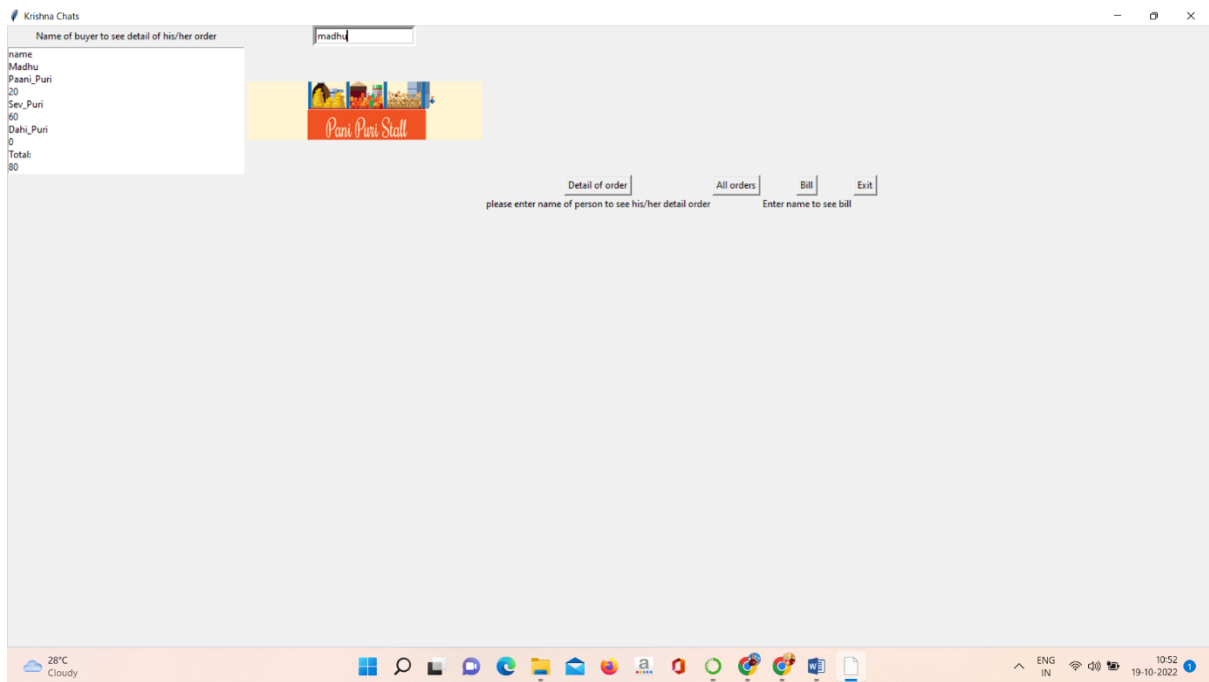 Krishna Chats
Name of buyer to see detail of his/her order
madhu
name
Madhu
Paani_Puri
20
Sev_Puri
60
Dahi_Puri
0
Total:
80
Pani Puri Stall
Detail of order
All orders
Bill
Exit
please enter name of person to see his/her detail order
Enter name to see bill
28°C
Cloudy
a
W
ENG
IN
10:52
19-10-2022
1